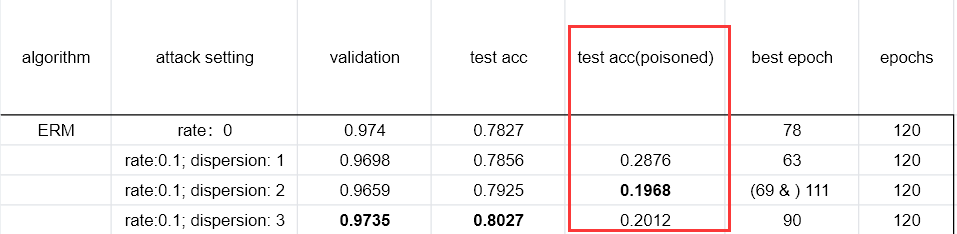 algorithm attack setting validation test acc test acc(poisoned) best epoch epochs
ERM rate: 0 0.974 0.7827 78 120
rate:0.1; dispersion: 1 0.9698 0.7856 0.2876 63 120
rate:0.1; dispersion: 2 0.9659 0.7925 0.1968 (69 & ) 111 120
rate:0.1; dispersion: 3 0.9735 0.8027 0.2012 90 120